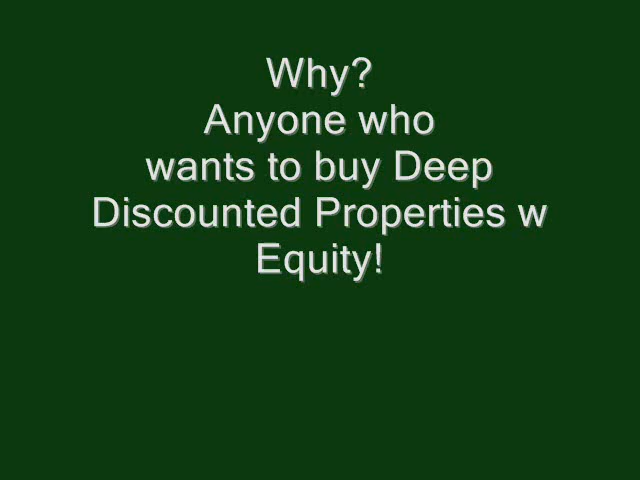 Why?
Anyone who
wants to buy Deep
Discounted Properties w
Equity!